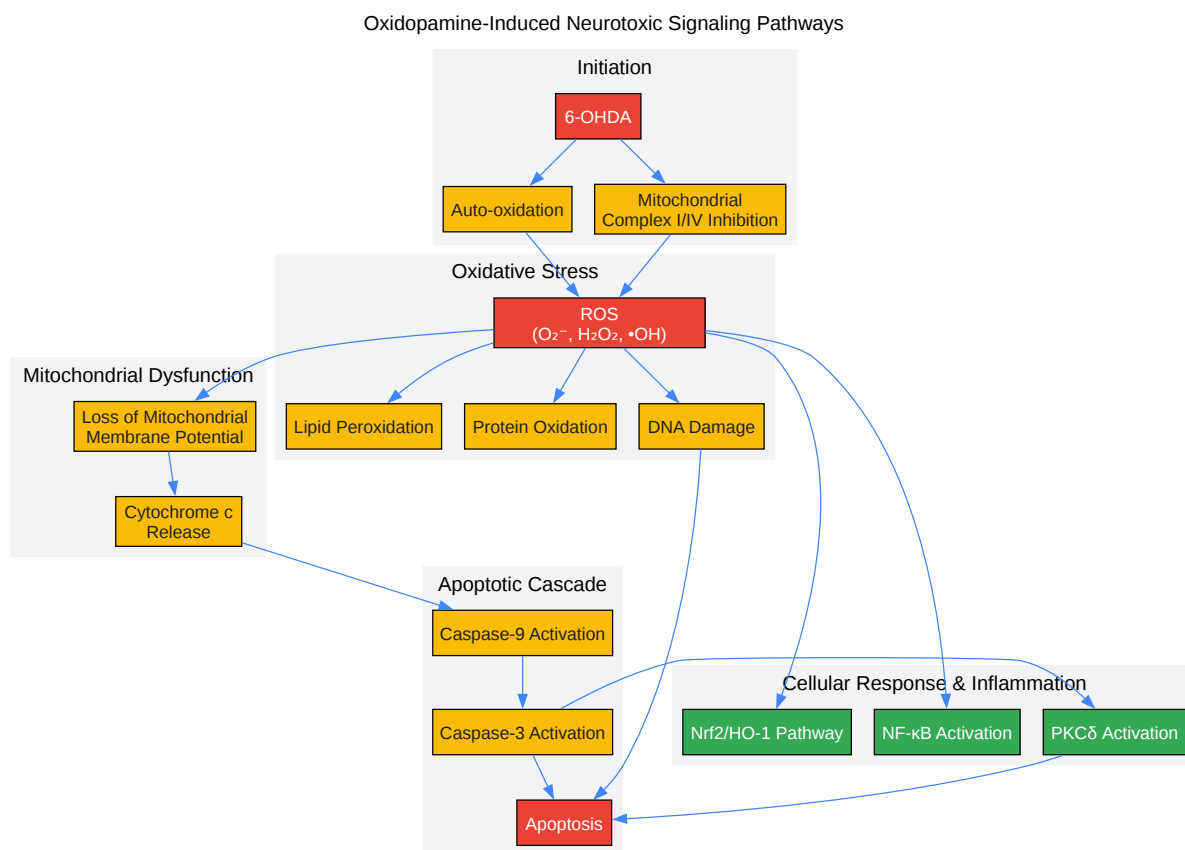 Oxidopamine-Induced Neurotoxic Signaling Pathways
Initiation
6-OHDA
Auto-oxidation
Mitochondrial
Complex I/IV Inhibition
Oxidative Stress
ROS
(O₂⁻, H₂O₂, •OH)
Mitochondrial Dysfunction
Loss of Mitochondrial
Membrane Potential
Lipid Peroxidation
Protein Oxidation
DNA Damage
Cytochrome c
Release
Apoptotic Cascade
Caspase-9 Activation
Cellular Response & Inflammation
Caspase-3 Activation
Nrf2/HO-1 Pathway
NF-κB Activation
PKCδ Activation
Apoptosis